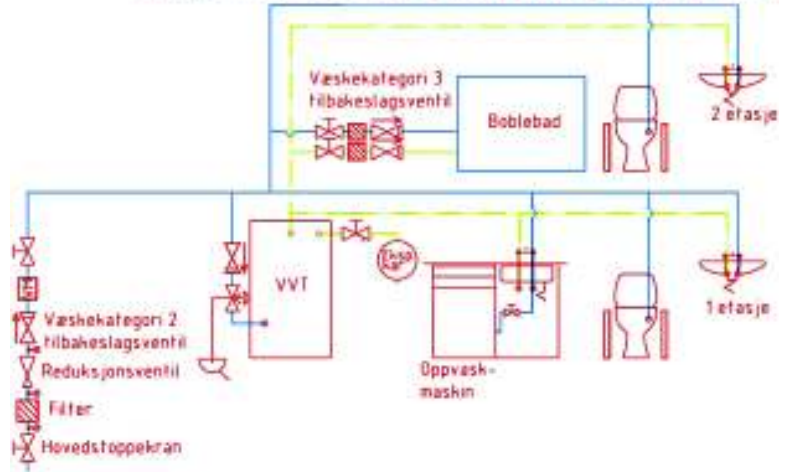 Væskekategori 3
tilbakeslagsventil
Boblebad
2 etasje
VVT
Væskekategori 2
tilbakeslagsventil
1 etasje
Reduksjonsventil
Oppvask-
maskin
Filter
Hovedstoppekran